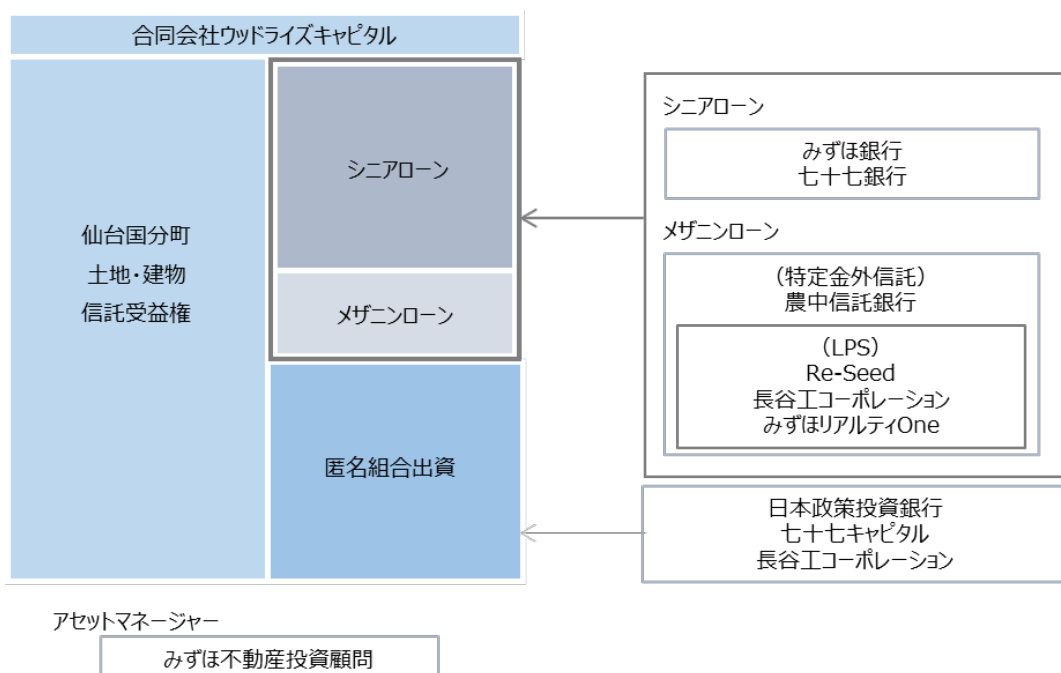 合同会社ウッドライズキャピタル
仙台国分町
土地・建物
信託受益権
シニアローン
メザニンローン
匿名組合出資
シニアローン
みずほ銀行
七十七銀行
メザニンローン
（特定金外信託）
農中信託銀行
（LPS）
Re-Seed
長谷工コーポレーション
みずほリアルティOne
日本政策投資銀行
七十七キャピタル
長谷工コーポレーション
アセットマネージャー
みずほ不動産投資顧問